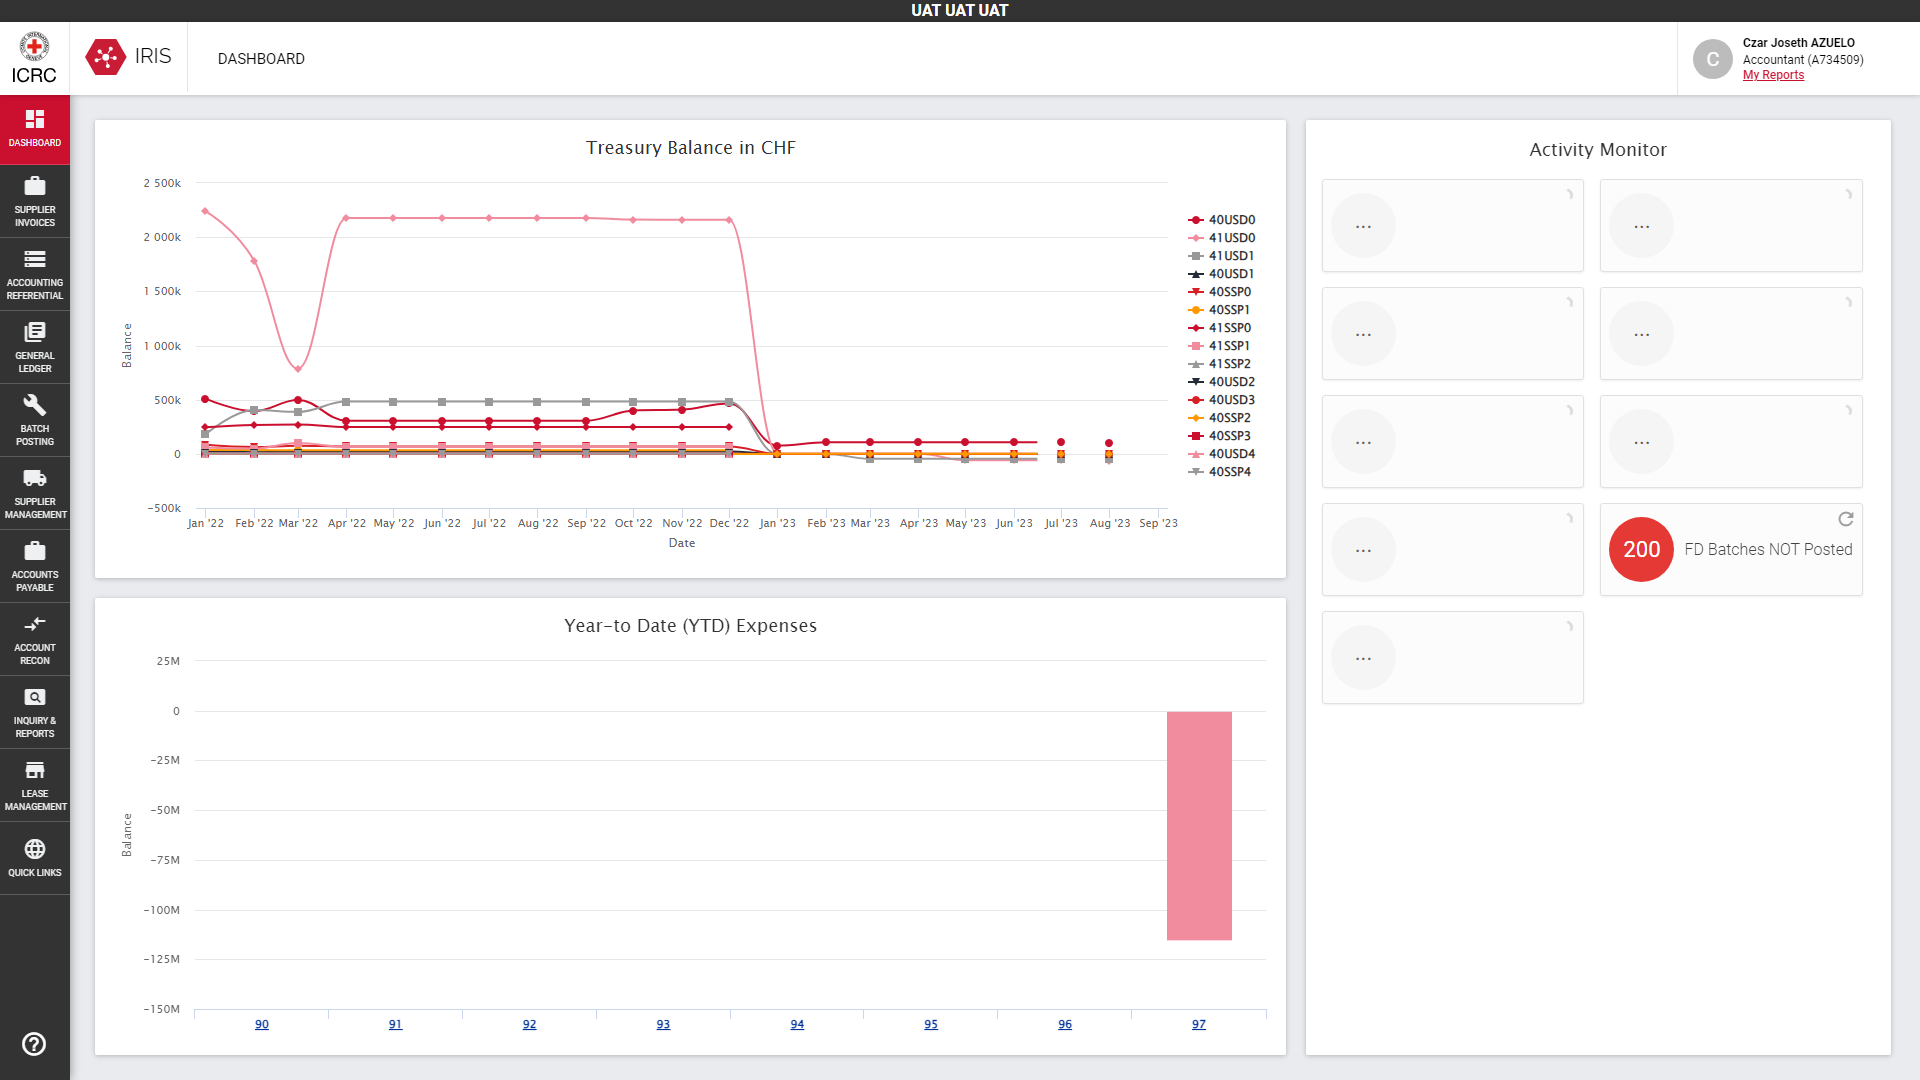 UAT UAT UAT
ICRC
IRIS
DASHBOARD
C
Czar Joseth AZUELO
Accountant (A734509)
My Reports
DASHBOARD
SUPPLIER
INVOICES
ACCOUNTING
REFERENTIAL
GENERAL
LEDGER
BATCH
POSTING
SUPPLIER
MANAGEMENT
ACCOUNTS
PAYABLE
ACCOUNT
RECON
INQUIRY &
REPORTS
LEASE
MANAGEMENT
QUICK LINKS
Treasury Balance in CHF
Balance
2 500k
2 000k
1 500k
1 000k
500k
0
−500k
Jan '22 Feb '22 Mar '22 Apr '22 May '22 Jun '22 Jul '22 Aug '22 Sep '22 Oct '22 Nov '22 Dec '22 Jan '23 Feb '23 Mar '23 Apr '23 May '23 Jun '23 Jul '23 Aug '23 Sep '23
Date
40USD0
41USD0
41USD1
40USD1
40SSP0
40SSP1
41SSP0
41SSP1
41SSP2
40USD2
40USD3
40SSP2
40SSP3
40USD4
40SSP4
Year-to Date (YTD) Expenses
Balance
25M
0
−25M
−50M
−75M
−100M
−125M
−150M
90 91 92 93 94 95 96 97
Activity Monitor
... ...
... ...
... ...
... 200 FD Batches NOT Posted
...